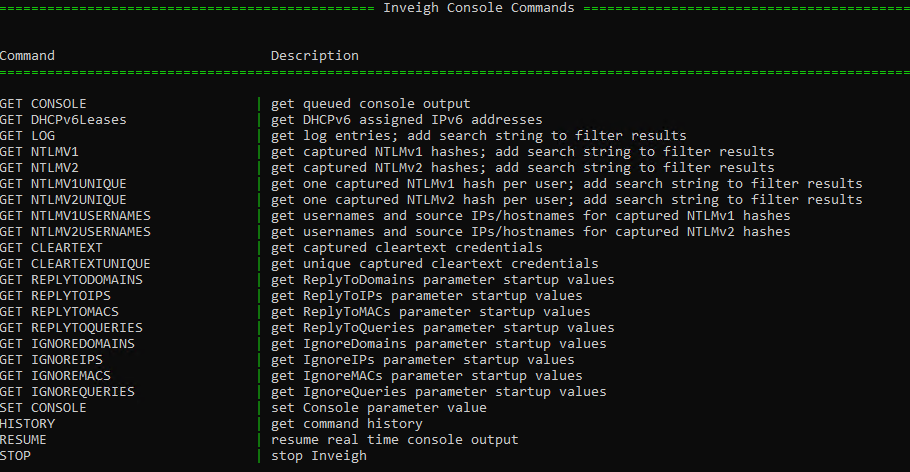 =============================================== Inveigh Console Commands =========================================
Command                         Description
==================================================================================================================
GET CONSOLE                     | get queued console output
GET DHCPv6Leases                | get DHCPv6 assigned IPv6 addresses
GET LOG                         | get log entries; add search string to filter results
GET NTLMV1                      | get captured NTLMv1 hashes; add search string to filter results
GET NTLMV2                      | get captured NTLMv2 hashes; add search string to filter results
GET NTLMV1UNIQUE                | get one captured NTLMv1 hash per user; add search string to filter results
GET NTLMV2UNIQUE                | get one captured NTLMv2 hash per user; add search string to filter results
GET NTLMV1USERNAMES             | get usernames and source IPs/hostnames for captured NTLMv1 hashes
GET NTLMV2USERNAMES             | get usernames and source IPs/hostnames for captured NTLMv2 hashes
GET CLEARTEXT                   | get captured cleartext credentials
GET CLEARTEXTUNIQUE             | get unique captured cleartext credentials
GET REPLYTODOMAINS              | get ReplyToDomains parameter startup values
GET REPLYTOIPS                  | get ReplyToIPs parameter startup values
GET REPLYTOMACS                 | get ReplyToMACs parameter startup values
GET REPLYTOQUERIES              | get ReplyToQueries parameter startup values
GET IGNOREDOMAINS               | get IgnoreDomains parameter startup values
GET IGNOREIPS                   | get IgnoreIPs parameter startup values
GET IGNOREMACS                  | get IgnoreMACs parameter startup values
GET IGNOREQUERIES               | get IgnoreQueries parameter startup values
SET CONSOLE                     | set Console parameter value
HISTORY                         | get command history
RESUME                          | resume real time console output
STOP                            | stop Inveigh